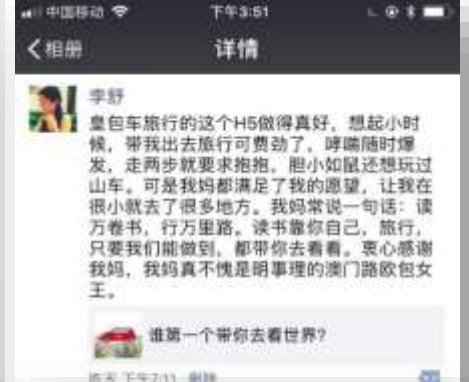 中国移动 下午3:51
相册 详情
李舒
皇包车旅行的这个H5做得真好，想起小时
候，带我出去旅行可费劲了，哮喘随时爆
发，走两步就要求抱抱，胆小如鼠还想玩过
山车。可是我妈都满足了我的愿望，让我在
很小就去了很多地方。我妈常说一句话：读
万卷书，行万里路。读书靠你自己，旅行，
只要我们能做到，都带你去看看。衷心感谢
我妈，我妈真不愧是明事理的澳门路欧包女
王。
谁第一个带你去看世界？
昨天 下午7:11 删除